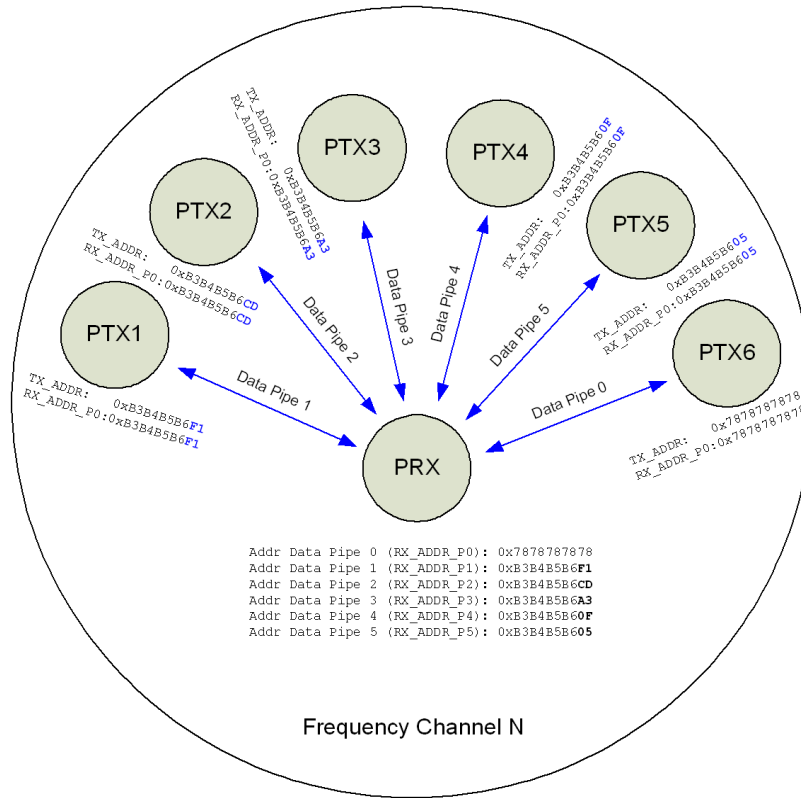 PTX3
PTX4
PTX2
PTX5
PTX1
PTX6
TX_ADDR: 0xB3B4B5B6A3
RX_ADDR_P0:0xB3B4B5B6A3
TX_ADDR: 0xB3B4B5B60F
RX_ADDR_P0:0xB3B4B5B60F
TX_ADDR: 0xB3B4B5B6CD
RX_ADDR_P0:0xB3B4B5B6CD
TX_ADDR: 0xB3B4B5B605
RX_ADDR_P0:0xB3B4B5B605
TX_ADDR: 0xB3B4B5B6F1
RX_ADDR_P0:0xB3B4B5B6F1
TX_ADDR: 0x7878787878
RX_ADDR_P0:0x787878787
Data Pipe 1
Data Pipe 2
Data Pipe 3
Data Pipe 4
Data Pipe 5
Data Pipe 0
PRX
Addr Data Pipe 0 (RX_ADDR_P0): 0x7878787878
Addr Data Pipe 1 (RX_ADDR_P1): 0xB3B4B5B6F1
Addr Data Pipe 2 (RX_ADDR_P2): 0xB3B4B5B6CD
Addr Data Pipe 3 (RX_ADDR_P3): 0xB3B4B5B6A3
Addr Data Pipe 4 (RX_ADDR_P4): 0xB3B4B5B60F
Addr Data Pipe 5 (RX_ADDR_P5): 0xB3B4B5B605
Frequency Channel N